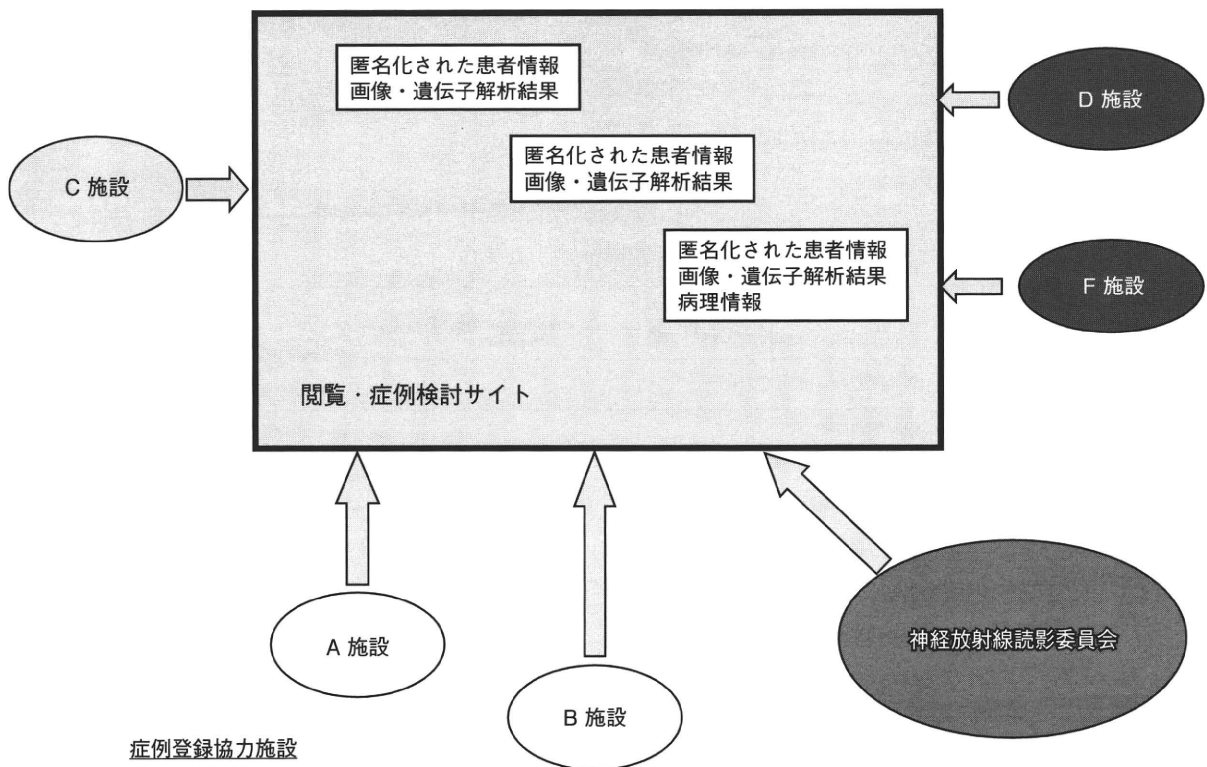 匿名化された患者情報
画像・遺伝子解析結果
D 施設
匿名化された患者情報
画像・遺伝子解析結果
C 施設
匿名化された患者情報
画像・遺伝子解析結果
病理情報
F 施設
閲覧・症例検討サイト
A 施設
神経放射線読影委員会
B 施設
症例登録協力施設